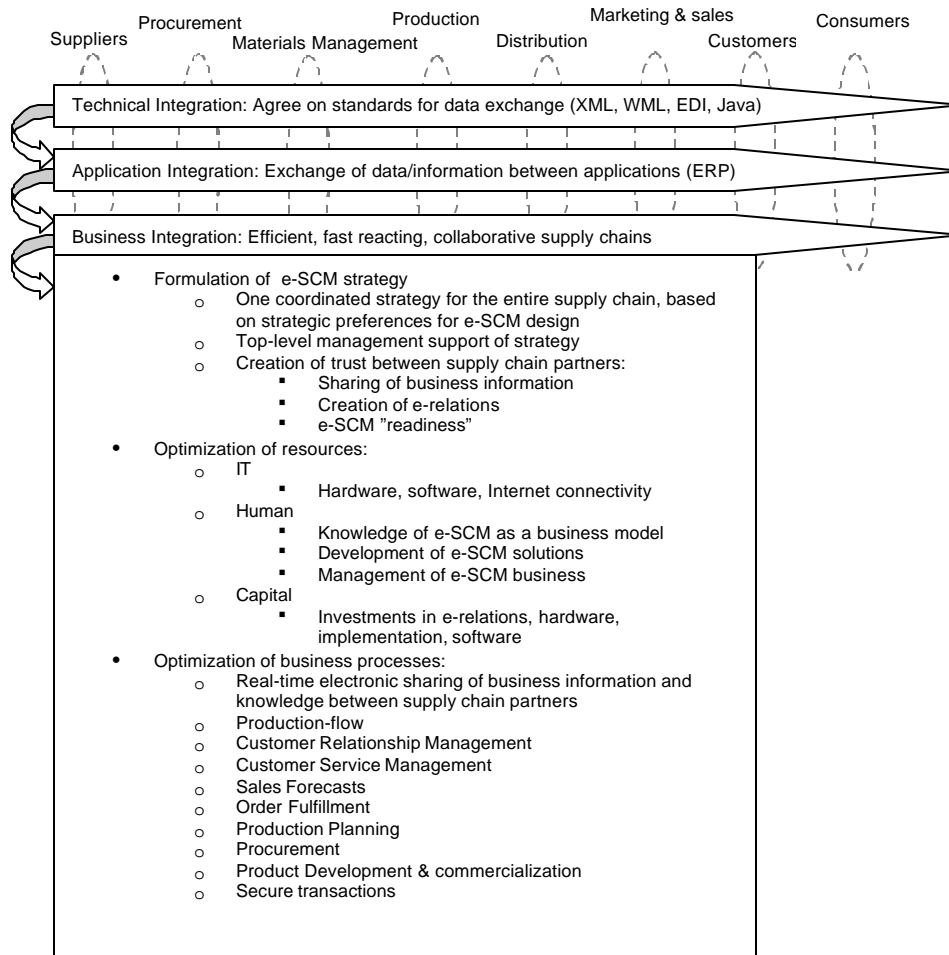 Suppliers
Procurement
Materials Management
Production
Distribution
Marketing & sales
Customers
Consumers
Technical Integration: Agree on standards for data exchange (XML, WML, EDI, Java)
Application Integration: Exchange of data/information between applications (ERP)
Business Integration: Efficient, fast reacting, collaborative supply chains
• Formulation of e-SCM strategy
o One coordinated strategy for the entire supply chain, based
on strategic preferences for e-SCM design
o Top-level management support of strategy
o Creation of trust between supply chain partners:
▪ Sharing of business information
▪ Creation of e-relations
▪ e-SCM ”readiness”
• Optimization of resources:
o IT
▪ Hardware, software, Internet connectivity
o Human
▪ Knowledge of e-SCM as a business model
▪ Development of e-SCM solutions
▪ Management of e-SCM business
o Capital
▪ Investments in e-relations, hardware,
implementation, software
• Optimization of business processes:
o Real-time electronic sharing of business information and
knowledge between supply chain partners
o Production-flow
o Customer Relationship Management
o Customer Service Management
o Sales Forecasts
o Order Fulfillment
o Production Planning
o Procurement
o Product Development & commercialization
o Secure transactions